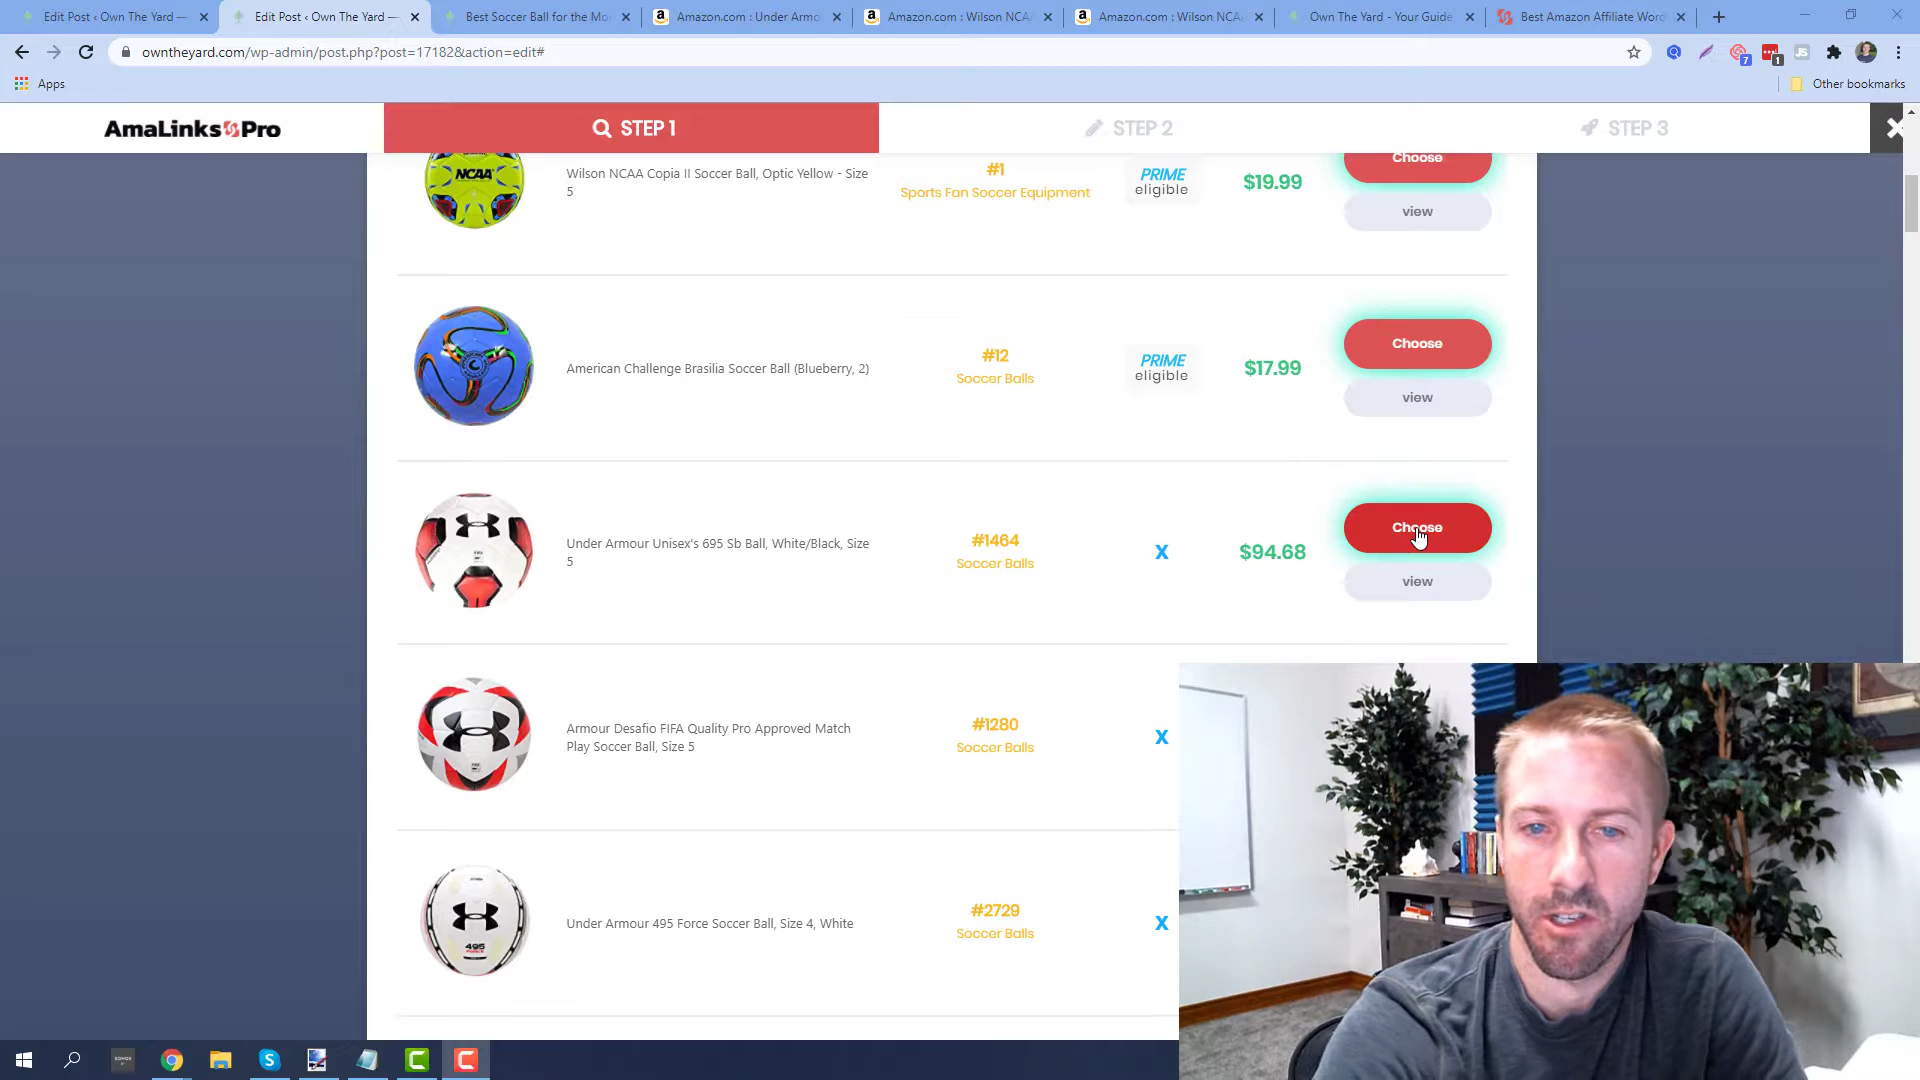 Edit Post ‹ Own The Yard —
Edit Post ‹ Own The Yard —
Best Soccer Ball for the Mo
Amazon.com : Under Armo
Amazon.com : Wilson NCA
Amazon.com : Wilson NCA
Own The Yard - Your Guide
Best Amazon Affiliate Word
owntheyard.com/wp-admin/post.php?post=17182&action=edit#
7
1
JS
Apps
Other bookmarks
AmaLinks Pro
STEP 1
STEP 2
STEP 3
NCAA
Wilson NCAA Copia II Soccer Ball, Optic Yellow - Size
5
#1
Sports Fan Soccer Equipment
PRIME
eligible
$19.99
Choose
view
American Challenge Brasilia Soccer Ball (Blueberry, 2)
#12
Soccer Balls
PRIME
eligible
$17.99
Choose
view
Under Armour Unisex's 695 Sb Ball, White/Black, Size
5
#1464
Soccer Balls
X
$94.68
Choose
view
Armour Desafio FIFA Quality Pro Approved Match
Play Soccer Ball, Size 5
#1280
Soccer Balls
X
495
FORCE
Under Armour 495 Force Soccer Ball, Size 4, White
#2729
Soccer Balls
X
SONOS